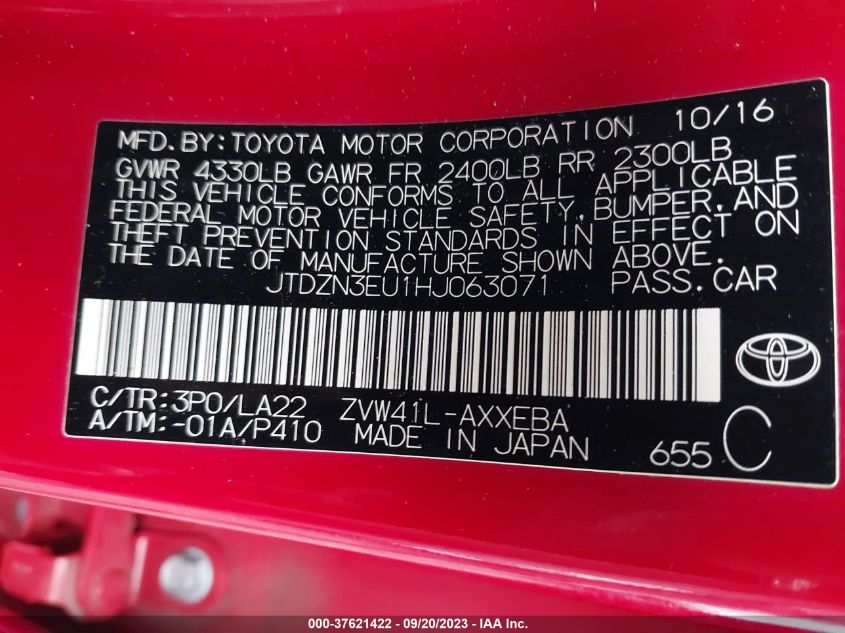 MFD.BY:TOYOTA MOTOR CORPORATION 10/16
GVWR 4330LB GAWR FR 2400LB RR 2300LB
THIS VEHICLE CONFORMS TO ALL APPLICABLE
FEDERAL MOTOR VEHICLE SAFETY,BUMPER,AND
THEFT PREVENTION STANDARDS IN EFFECT ON
THE DATE OF MANUFACTURE SHOWN ABOVE.
JTDZN3EU1HJ063071 PASS.CAR
C/TR:3P0/LA22 ZVW41L-AXXEBA
A/TM:-01A/P410 MADE IN JAPAN 655 C
000-37621422 - 09/20/2023 - IAA Inc.